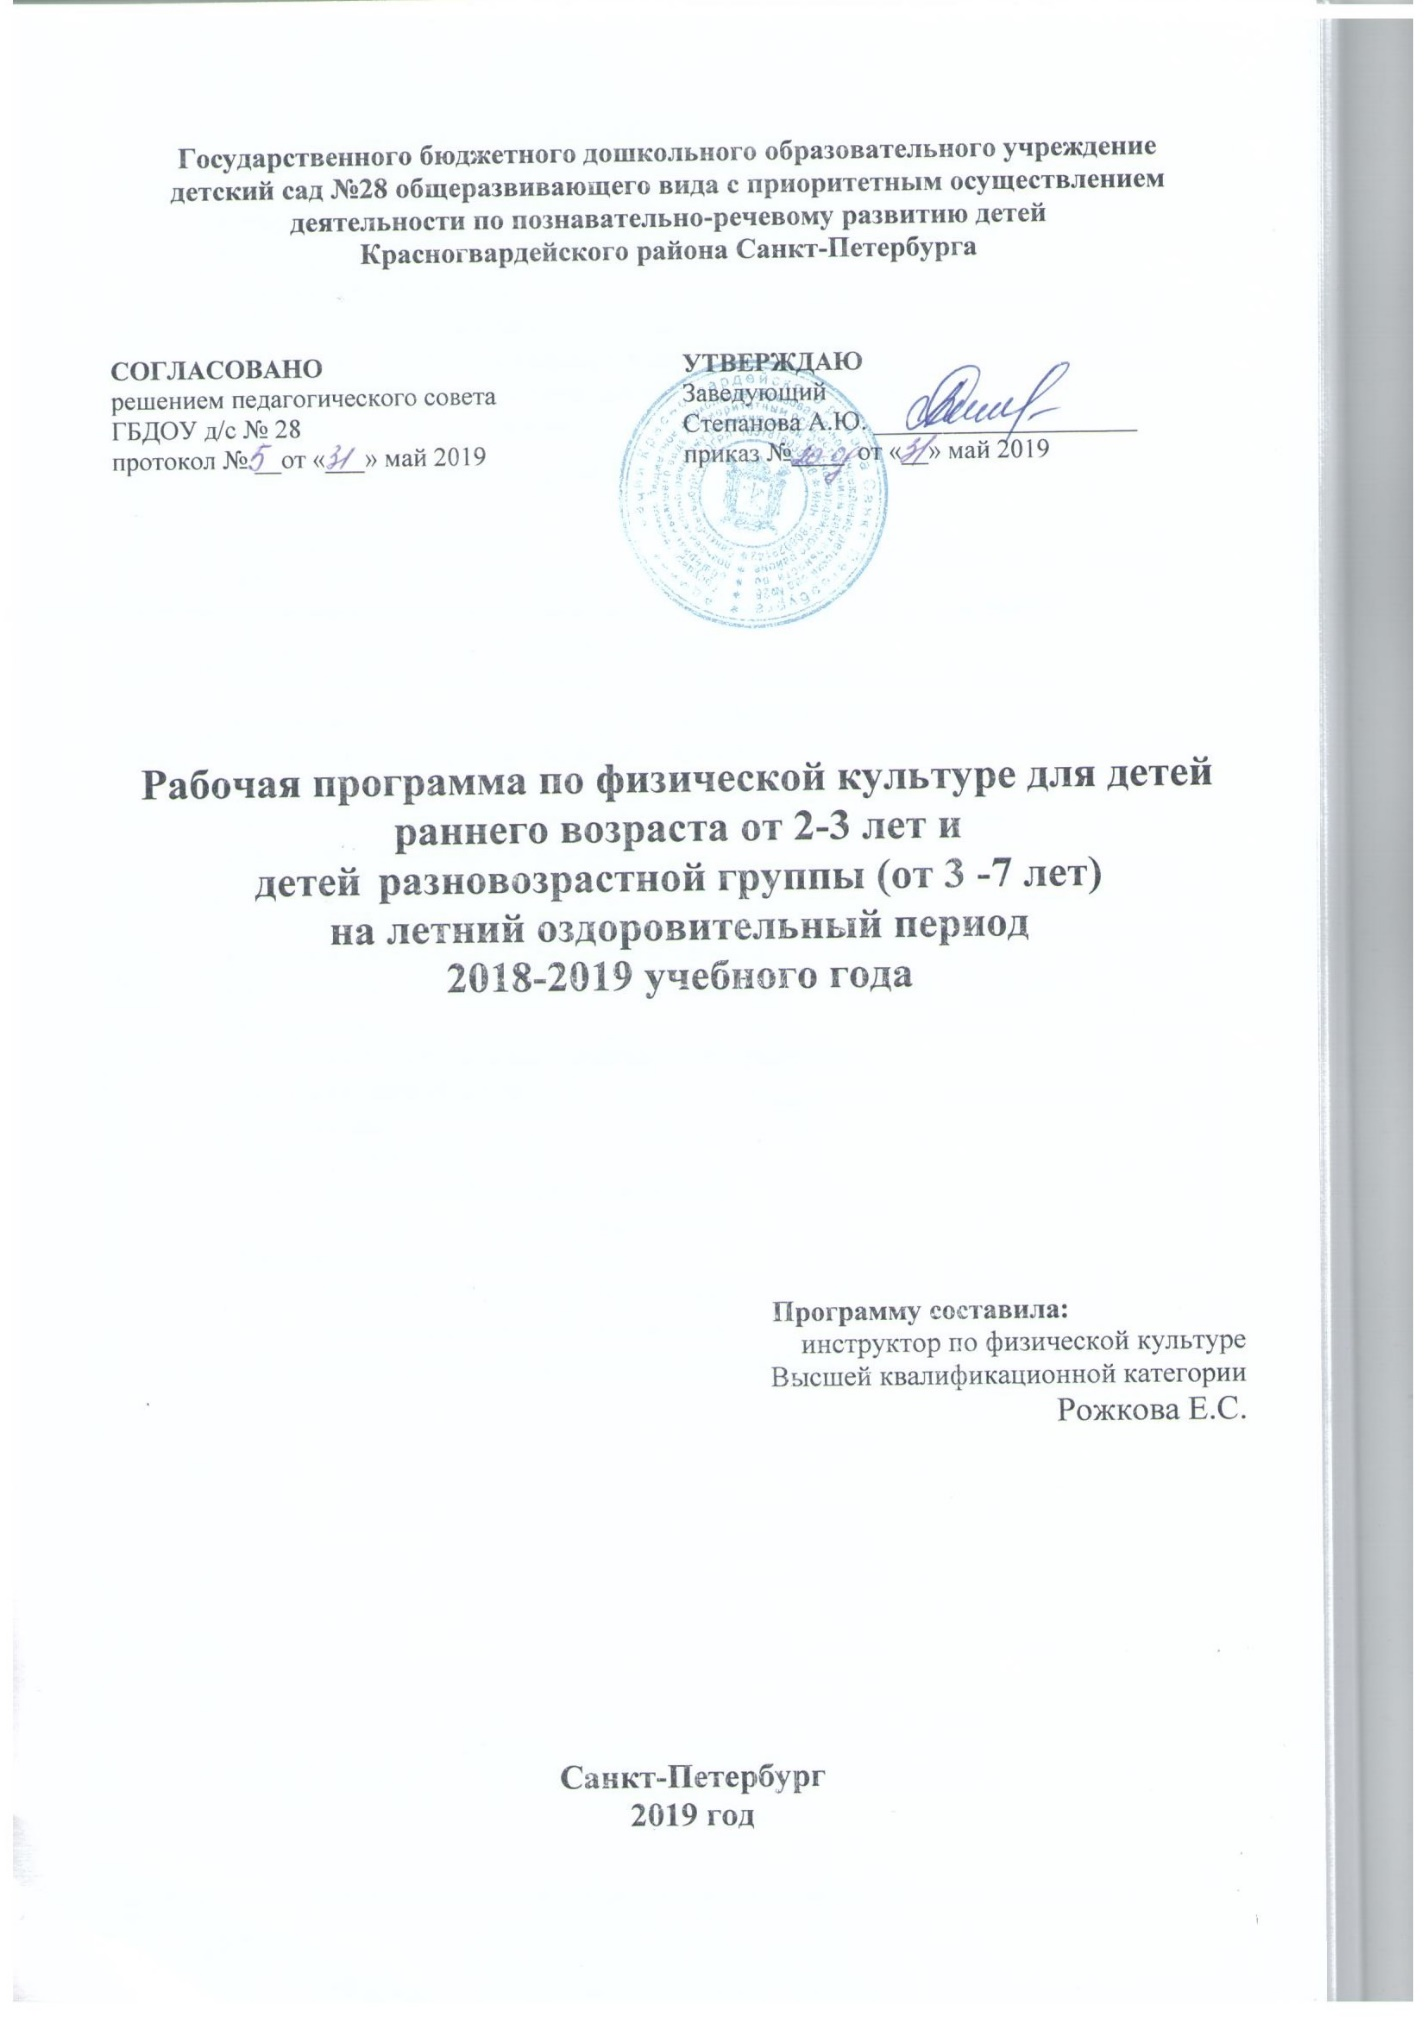 Государственного бюджетного дошкольного образовательного учреждение
детский сад №28 общеразвивающего вида с приоритетным осуществлением
деятельности по познавательно-речевому развитию детей
Красногвардейского района Санкт-Петербурга
СОГЛАСОВАНО
решением педагогического совета
ГБДОУ д/с № 28
протокол № 5 от «31» май 2019
УТВЕРЖДАЮ
Заведующий
Степанова А.Ю.
приказ № от «31» май 2019
Рабочая программа по физической культуре для детей
раннего возраста от 2-3 лет и
детей разновозрастной группы (от 3 -7 лет)
на летний оздоровительный период
2018-2019 учебного года
Программу составила:
инструктор по физической культуре
Высшей квалификационной категории
Рожкова Е.С.
Санкт-Петербург
2019 год